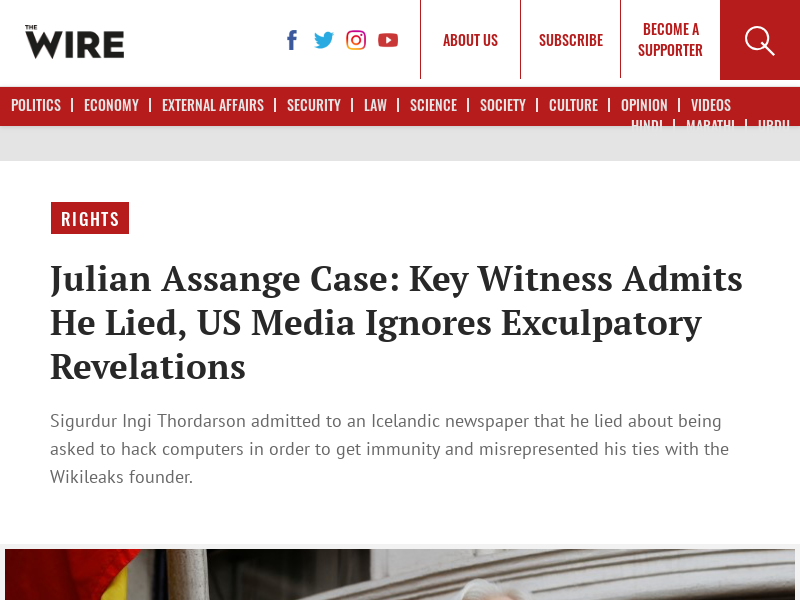 THE
WIRE
ABOUT US
SUBSCRIBE
BECOME A
SUPPORTER
POLITICS | ECONOMY | EXTERNAL AFFAIRS | SECURITY | LAW | SCIENCE | SOCIETY | CULTURE | OPINION | VIDEOS
HINDI | MARATHI | URDU
RIGHTS
Julian Assange Case: Key Witness Admits
He Lied, US Media Ignores Exculpatory
Revelations
Sigurdur Ingi Thordarson admitted to an Icelandic newspaper that he lied about being
asked to hack computers in order to get immunity and misrepresented his ties with the
Wikileaks founder.